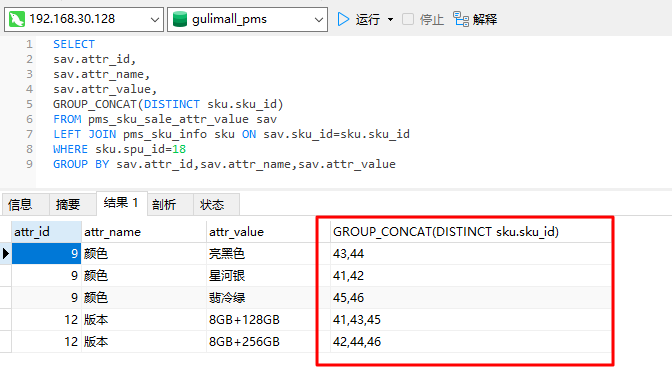 192.168.30.128 gulimall_pms 运行 停止 解释
1 SELECT
2 sav.attr_id,
3 sav.attr_name,
4 sav.attr_value,
5 GROUP_CONCAT(DISTINCT sku.sku_id)
6 FROM pms_sku_sale_attr_value sav
7 LEFT JOIN pms_sku_info sku ON sav.sku_id=sku.sku_id
8 WHERE sku.spu_id=18
9 GROUP BY sav.attr_id,sav.attr_name,sav.attr_value
信息 摘要 结果 1 剖析 状态
attr_id attr_name attr_value GROUP_CONCAT(DISTINCT sku.sku_id)
9 颜色 亮黑色 43,44
9 颜色 星河银 41,42
9 颜色 翡冷绿 45,46
12 版本 8GB+128GB 41,43,45
12 版本 8GB+256GB 42,44,46